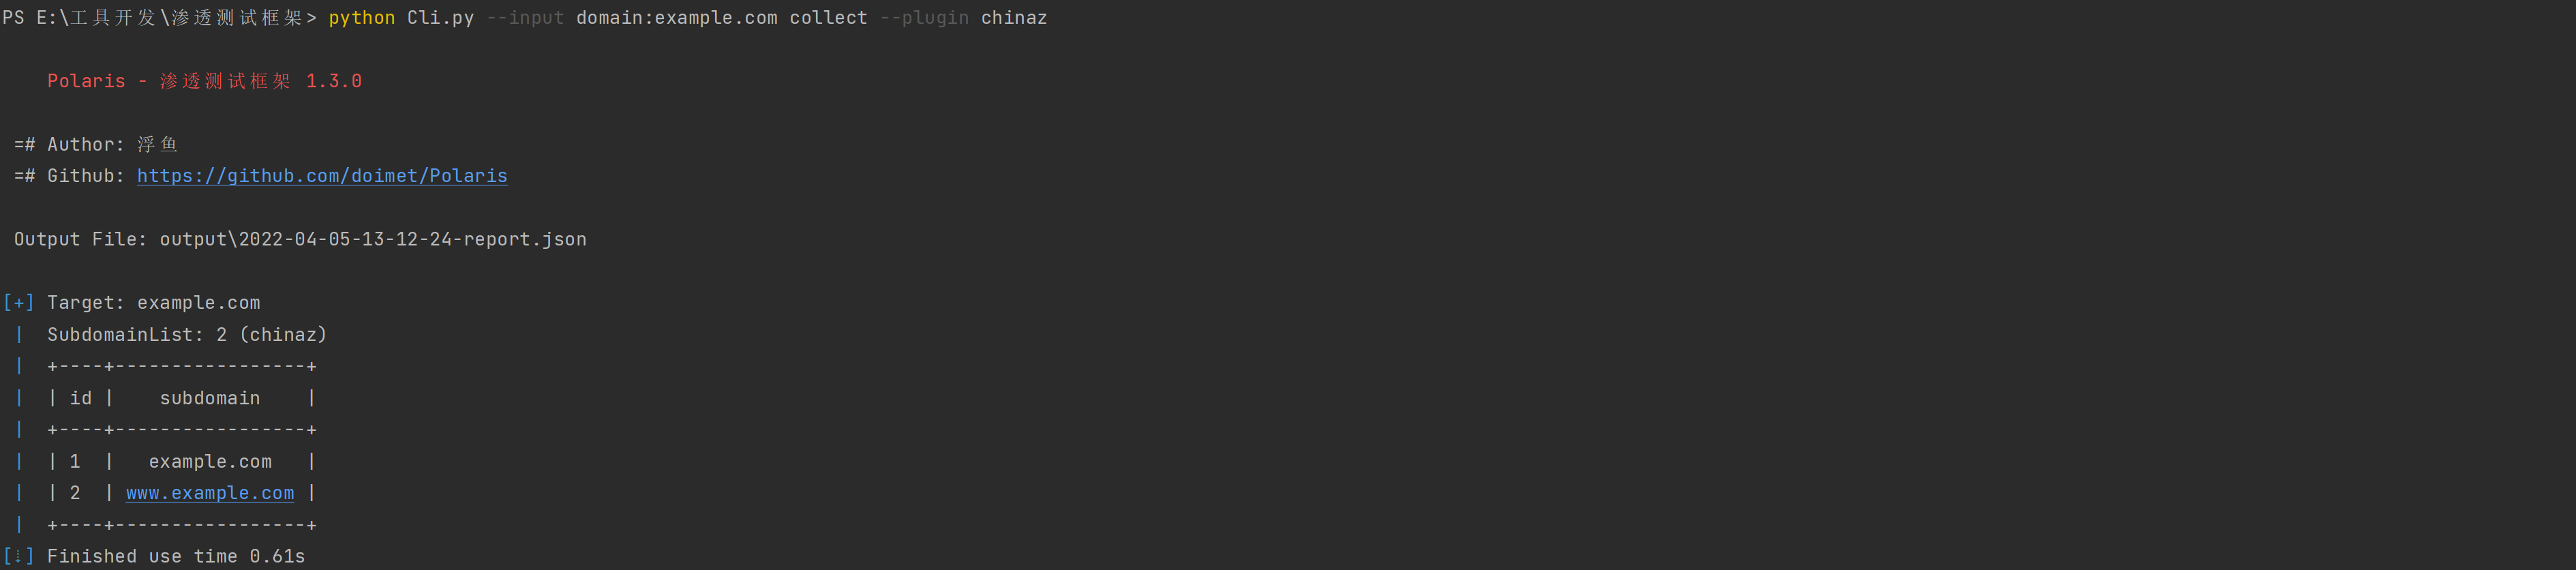 PS E:\工具开发\渗透测试框架> python Cli.py --input domain:example.com collect --plugin chinaz
Polaris - 渗透测试框架 1.3.0
=# Author: 浮鱼
=# Github: https://github.com/doimet/Polaris
Output File: output\2022-04-05-13-12-24-report.json
[+] Target: example.com
| SubdomainList: 2 (chinaz)
| +----+-----------------+
| | id |    subdomain    |
| +----+-----------------+
| | 1  |   example.com   |
| | 2  | www.example.com |
| +----+-----------------+
[↓] Finished use time 0.61s